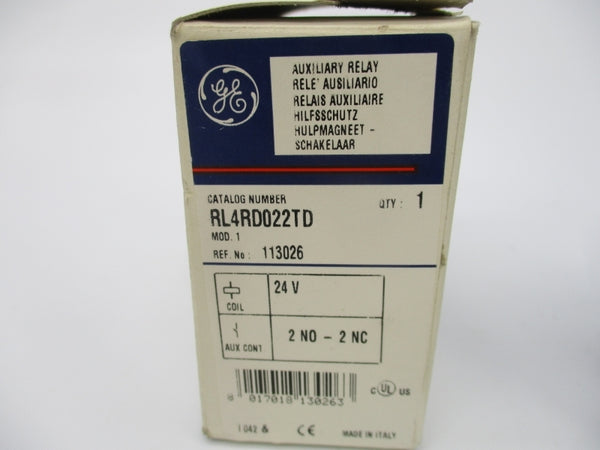 GE
AUXILIARY RELAY
RELE' AUSILIARIO
RELAIS AUXILIAIRE
HILFSSCHUTZ
HULPMAGNEET -
SCHAKELAAR
CATALOG NUMBER QTY : 1
RL4RD022TD
MOD. 1
REF. No : 113026
COIL 24 V
AUX CONT 2 NO - 2 NC
8 017018 130263
c UL US
1042 & CE MADE IN ITALY